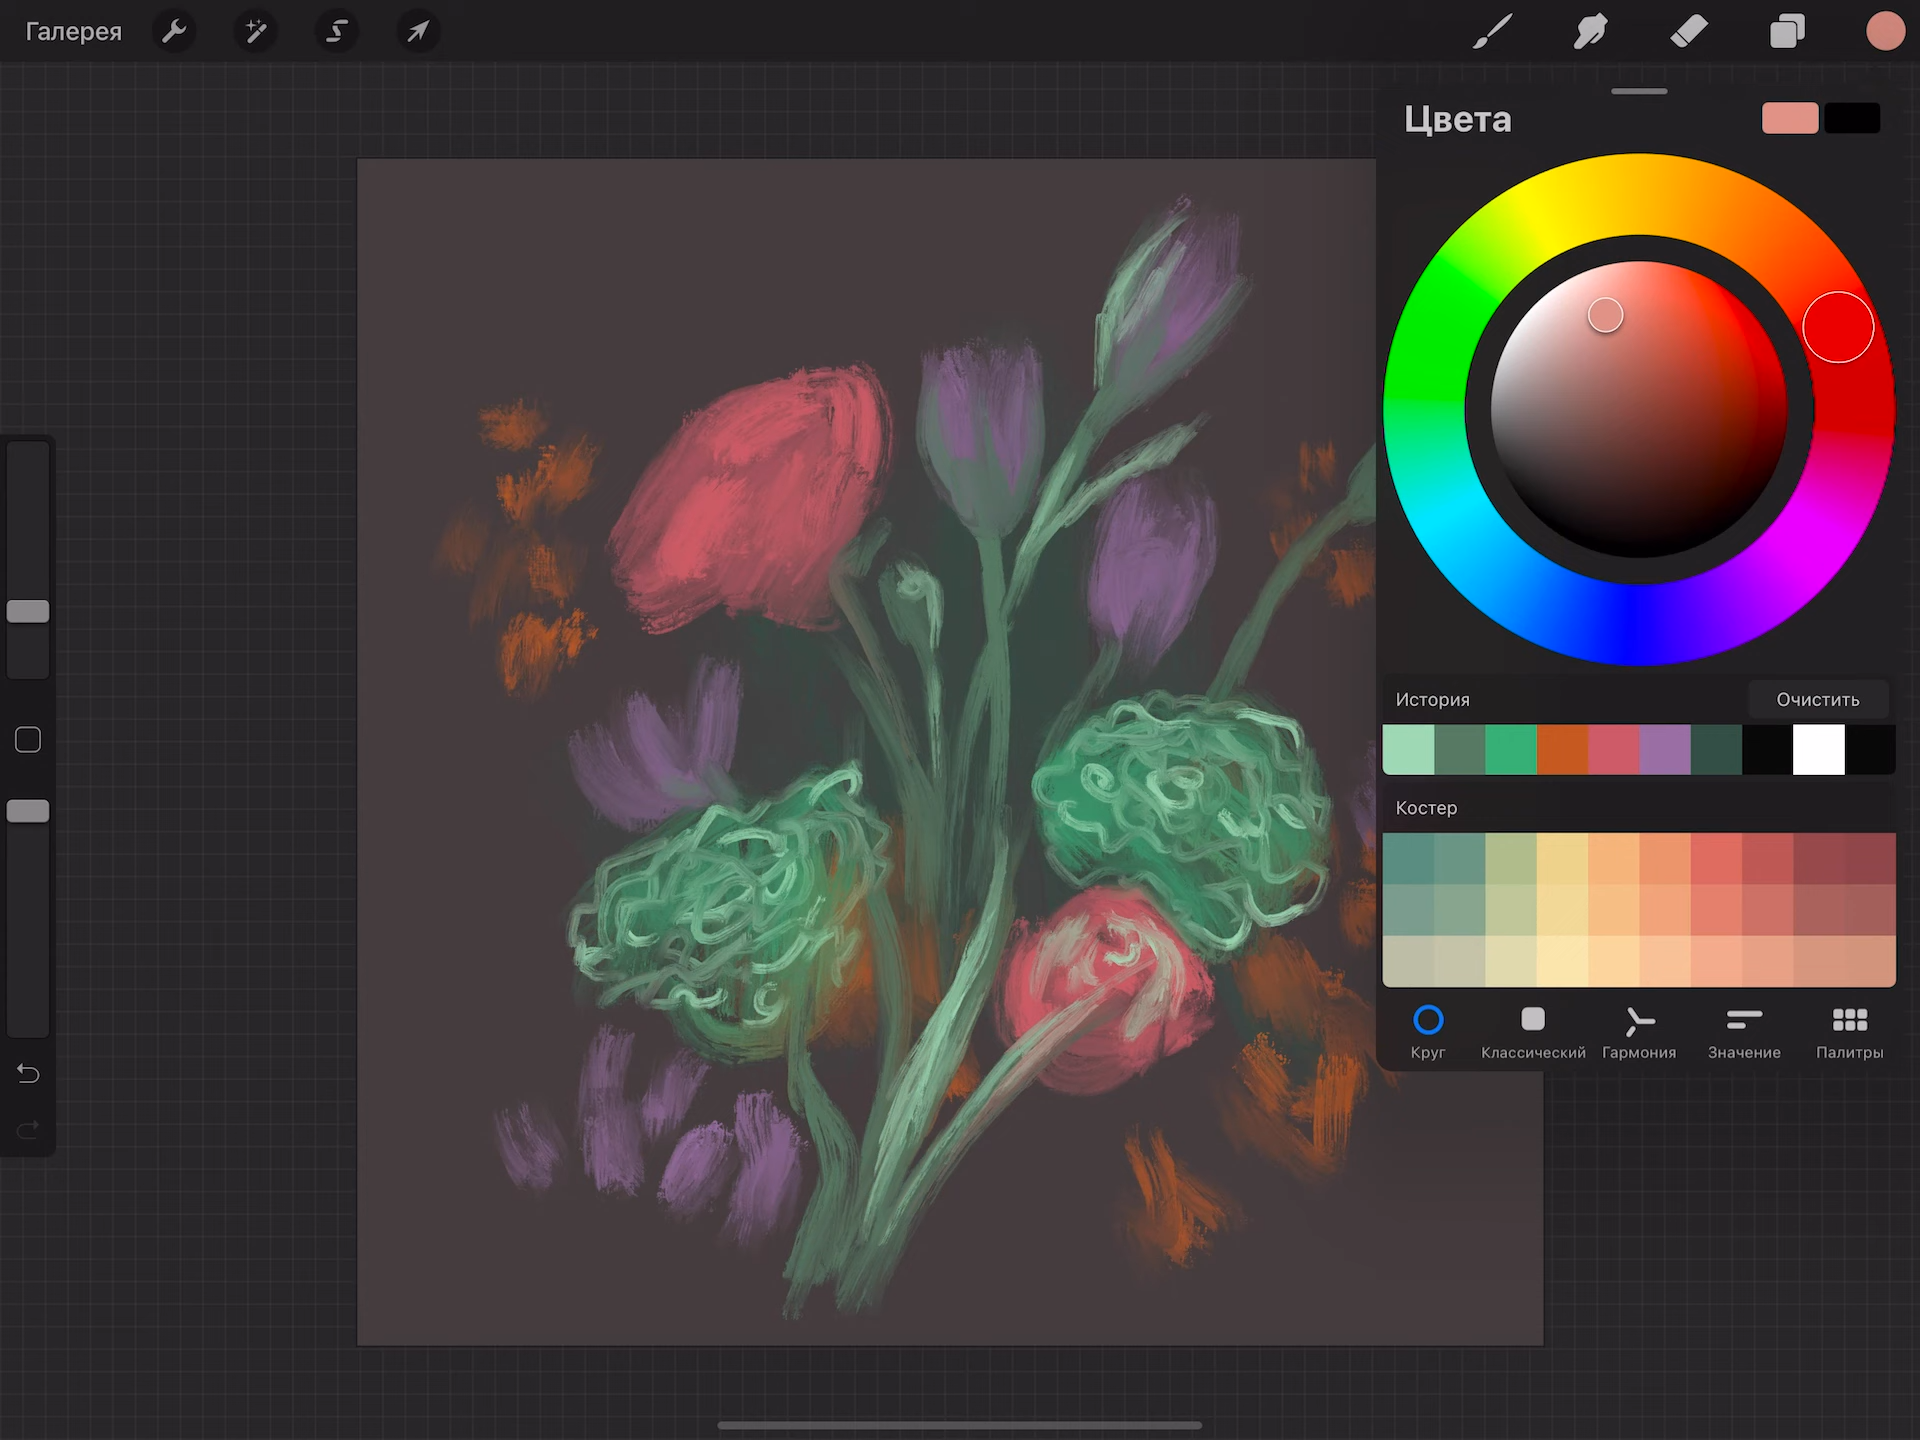 Галерея
Цвета
История
Очистить
Костер
Круг
Классический
Гармония
Значение
Палитры